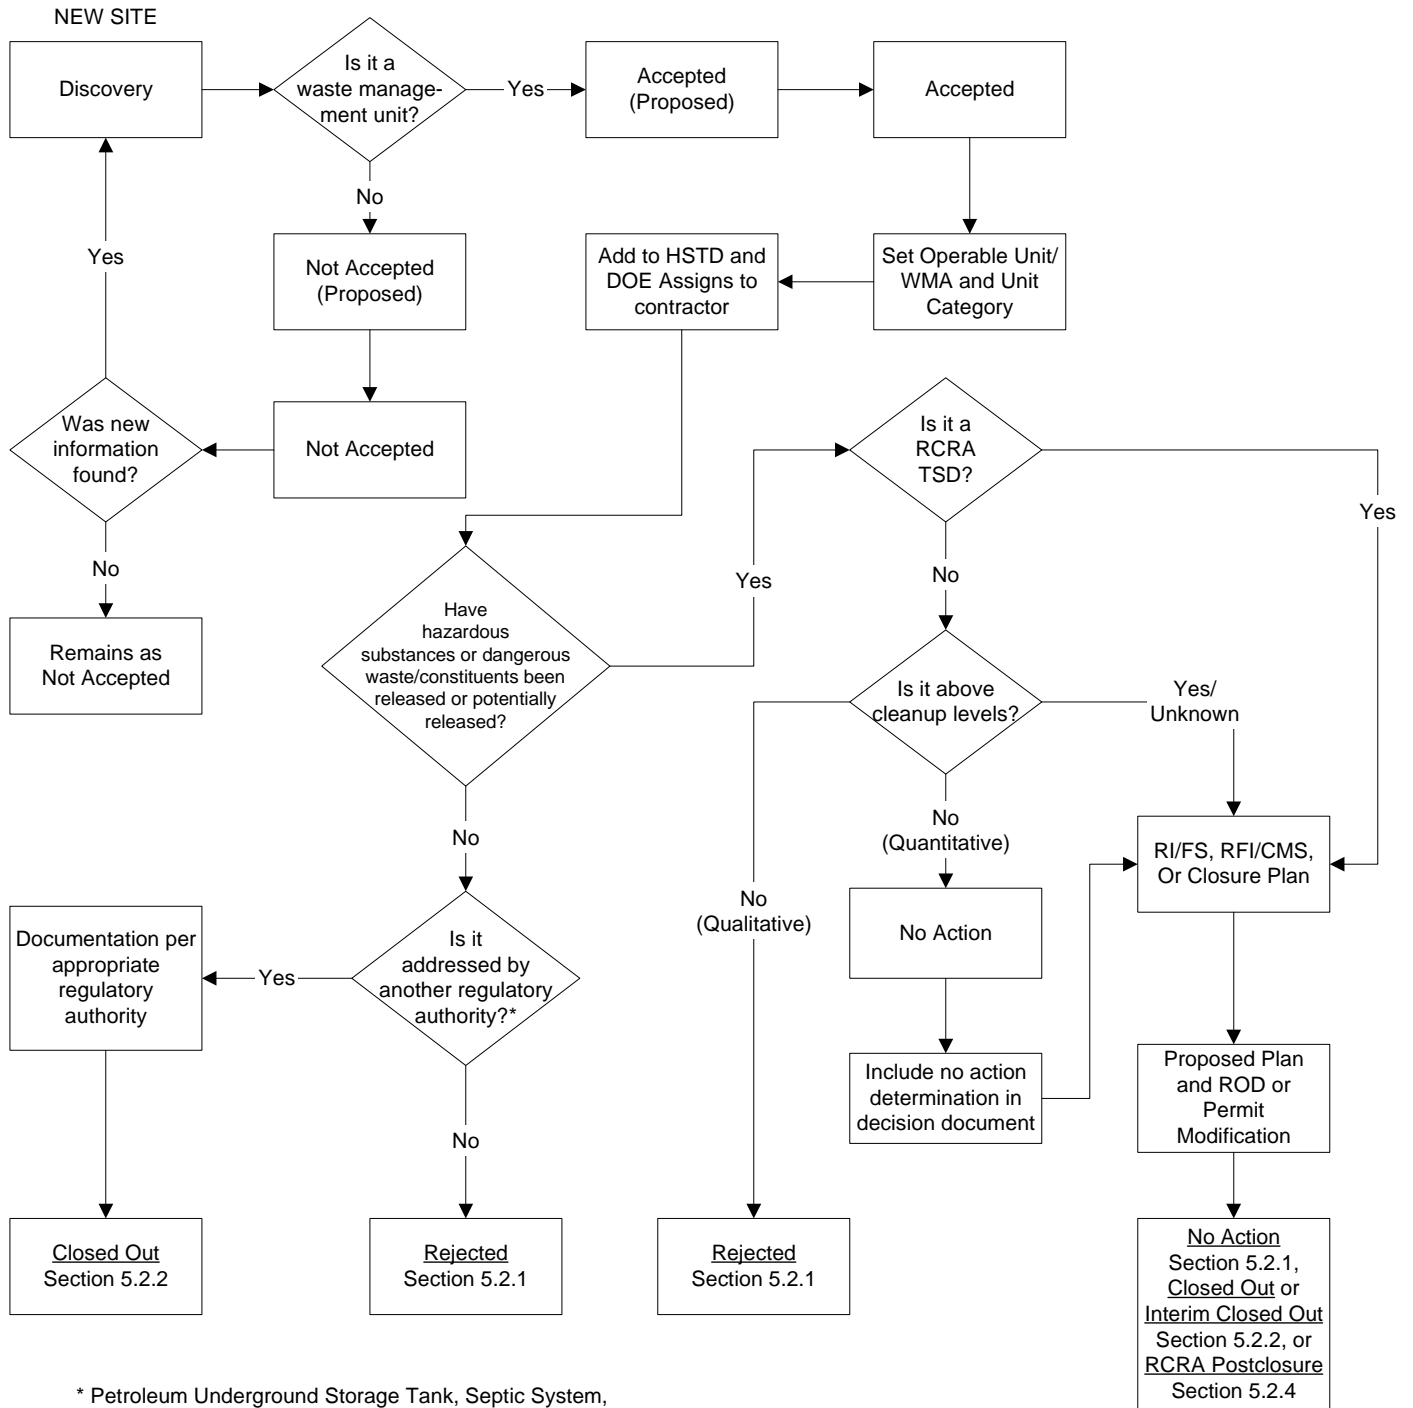 NEW SITE
Discovery
Is it a
waste manage-
ment unit?
Yes
Accepted
(Proposed)
Accepted
No
Yes
Not Accepted
(Proposed)
Add to HSTD and
DOE Assigns to
contractor
Set Operable Unit/
WMA and Unit
Category
Was new
information
found?
Not Accepted
Is it a
RCRA
TSD?
Yes
No
Yes
No
Remains as
Not Accepted
Have
hazardous
substances or dangerous
waste/constituents been
released or potentially
released?
Is it above
cleanup levels?
Yes/
Unknown
No
No
(Quantitative)
RI/FS, RFI/CMS,
Or Closure Plan
No
(Qualitative)
Documentation per
appropriate
regulatory
authority
Yes
Is it
addressed by
another regulatory
authority?*
No Action
Include no action
determination in
decision document
Proposed Plan
and ROD or
Permit
Modification
No
Closed Out
Section 5.2.2
Rejected
Section 5.2.1
Rejected
Section 5.2.1
No Action
Section 5.2.1,
Closed Out or
Interim Closed Out
Section 5.2.2, or
RCRA Postclosure
Section 5.2.4
* Petroleum Underground Storage Tank, Septic System,